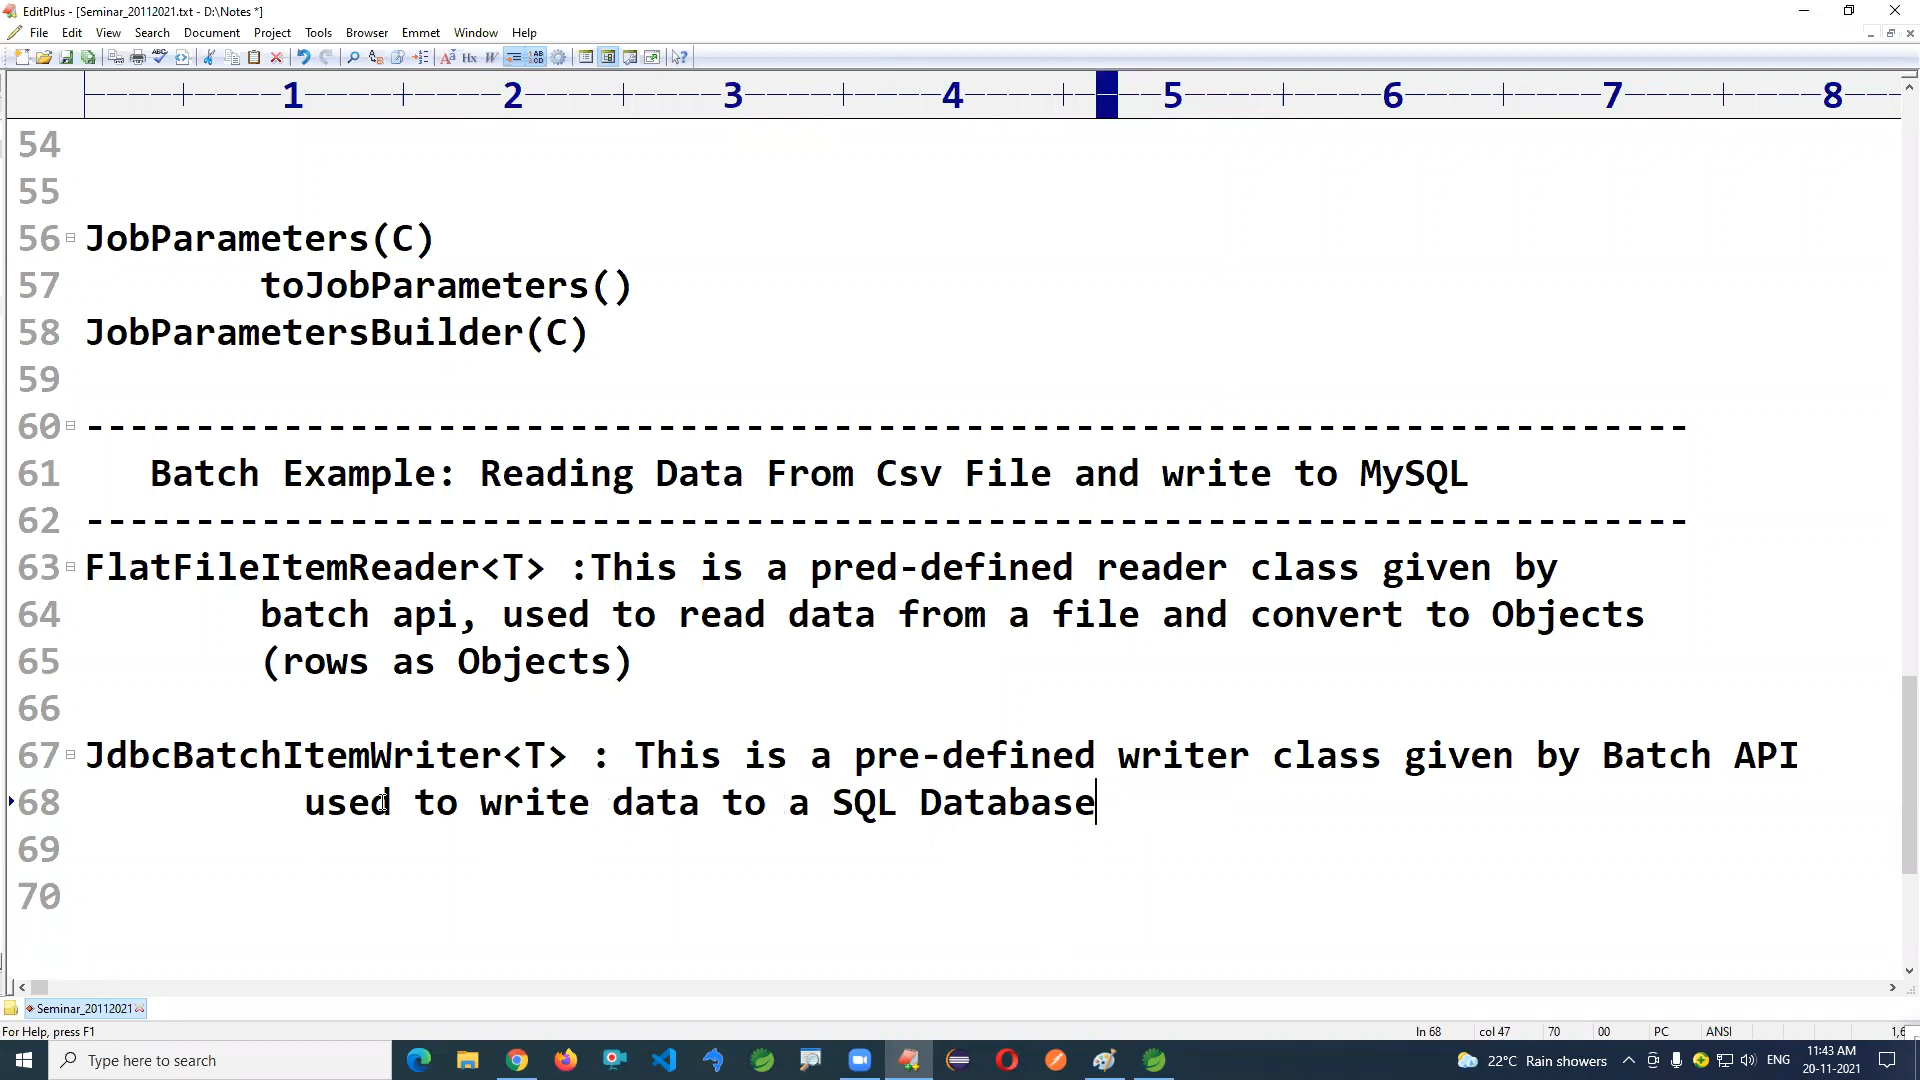 EditPlus - [Seminar_20112021.txt - D:\Notes *]
File Edit View Search Document Project Tools Browser Emmet Window Help
1 2 3 4 5 6 7 8
54
55
56 JobParameters(C)
57 toJobParameters()
58 JobParametersBuilder(C)
59
60 -------------------------------------------------------------------------
61 Batch Example: Reading Data From Csv File and write to MySQL
62 -------------------------------------------------------------------------
63 FlatFileItemReader<T> :This is a pred-defined reader class given by
64 batch api, used to read data from a file and convert to Objects
65 (rows as Objects)
66
67 JdbcBatchItemWriter<T> : This is a pre-defined writer class given by Batch API
68 used to write data to a SQL Database
69
70
Seminar_20112021
For Help, press F1 ln 68 col 47 70 00 PC ANSI
Type here to search 22°C Rain showers ENG 11:43 AM
20-11-2021